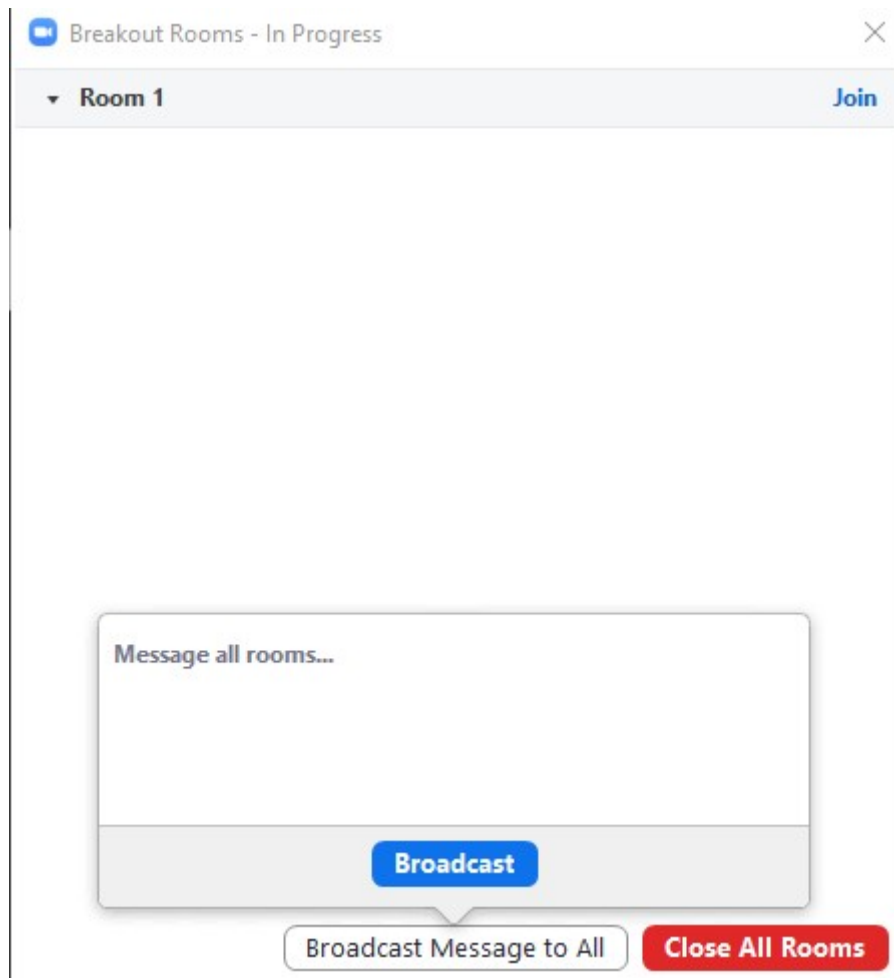 Breakout Rooms - In Progress
Room 1 Join
Message all rooms...
Broadcast
Broadcast Message to All Close All Rooms